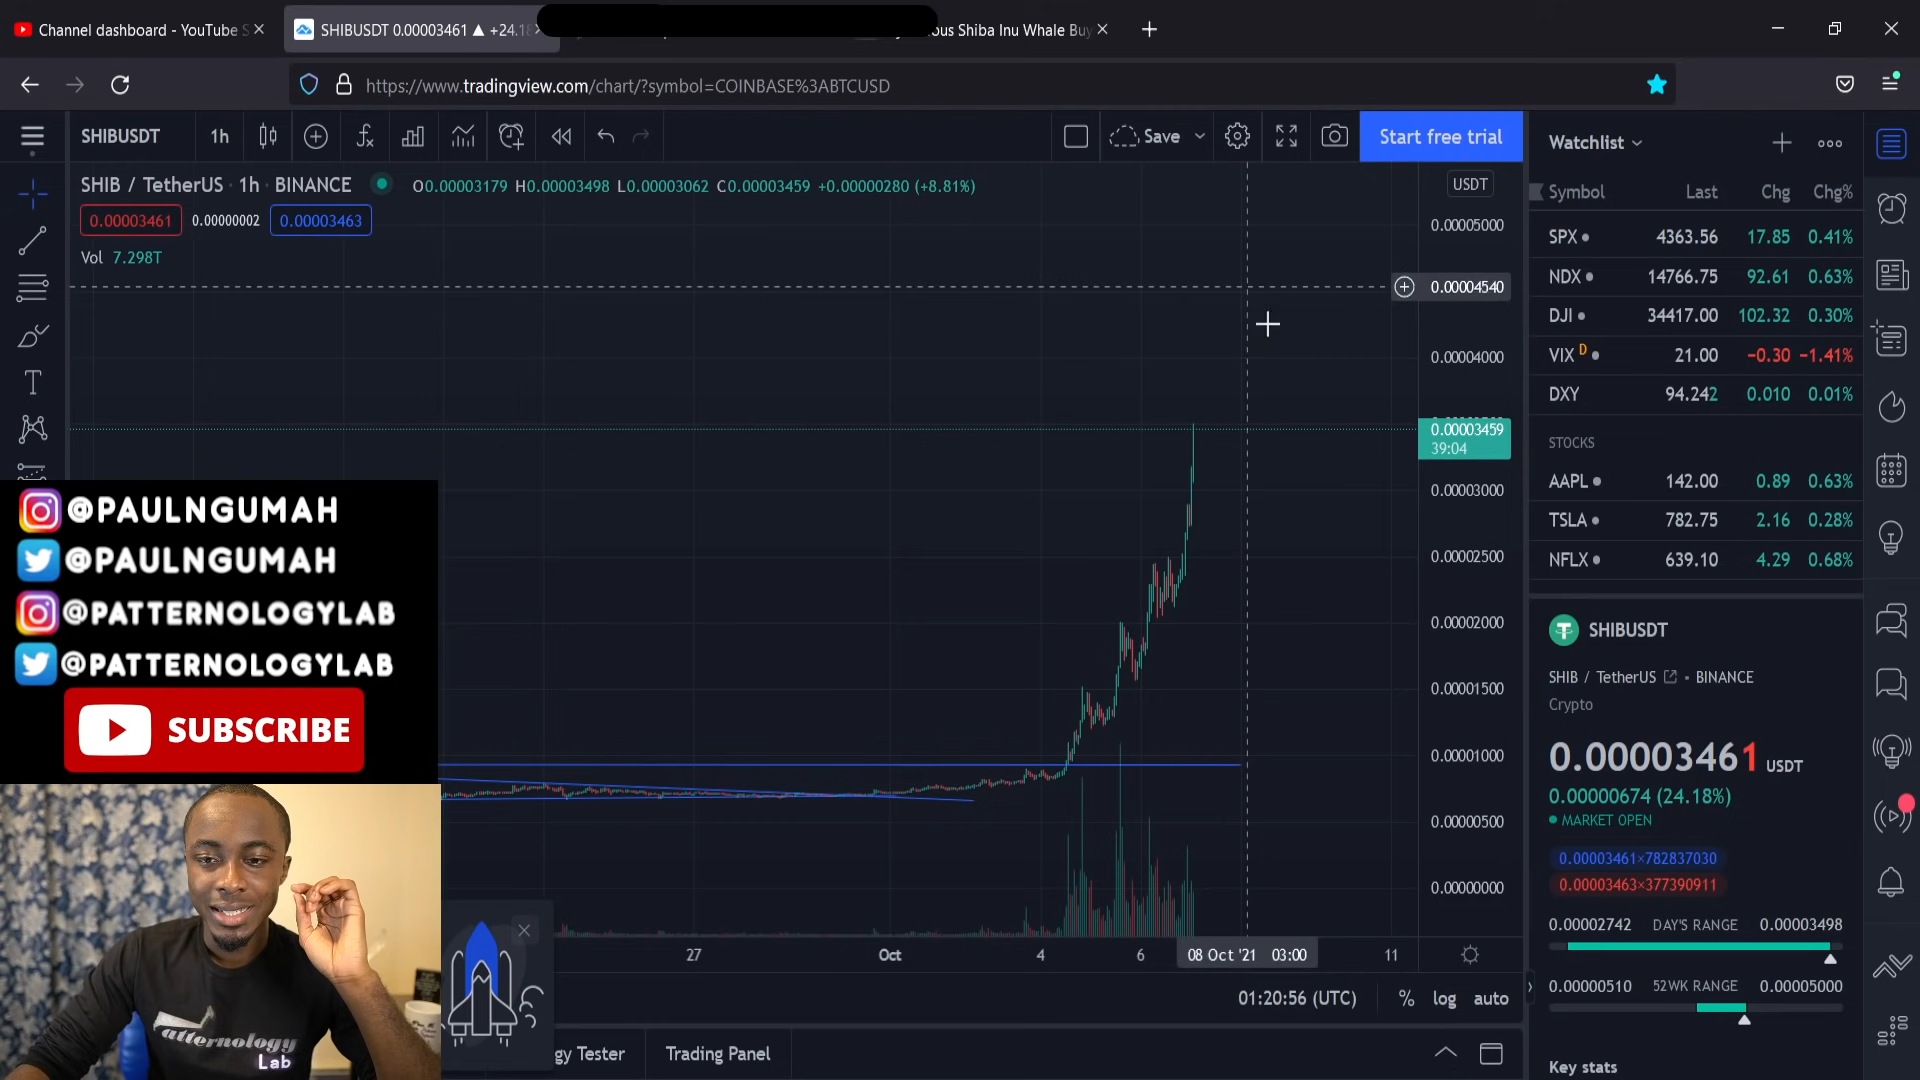 Channel dashboard - YouTube S
SHIBUSDT 0.00003461 ▲ +24.18
ous Shiba Inu Whale Buy
https://www.tradingview.com/chart/?symbol=COINBASE%3ABTCUSD
SHIBUSDT 1h
Save
Start free trial
SHIB / TetherUS · 1h · BINANCE
O0.00003179 H0.00003498 L0.00003062 C0.00003459 +0.00000280 (+8.81%)
0.00003461 0.00000002 0.00003463
Vol 7.298T
USDT
0.00005000
0.00004540
0.00004000
0.00003459
39:04
0.00003000
0.00002500
0.00002000
0.00001500
0.00001000
0.00000500
0.00000000
27 Oct 4 6 08 Oct '21 03:00 11
01:20:56 (UTC) % log auto
gy Tester Trading Panel
@PAULNGUMAH
@PAULNGUMAH
@PATTERNOLOGYLAB
@PATTERNOLOGYLAB
SUBSCRIBE
atternology
Lab
Watchlist
Symbol Last Chg Chg%
SPX 4363.56 17.85 0.41%
NDX 14766.75 92.61 0.63%
DJI 34417.00 102.32 0.30%
VIX D 21.00 −0.30 −1.41%
DXY 94.242 0.010 0.01%
STOCKS
AAPL 142.00 0.89 0.63%
TSLA 782.75 2.16 0.28%
NFLX 639.10 4.29 0.68%
SHIBUSDT
SHIB / TetherUS • BINANCE
Crypto
0.00003461 USDT
0.00000674 (24.18%)
MARKET OPEN
0.00003461×782837030
0.00003463×377390911
0.00002742 DAY'S RANGE 0.00003498
0.00000510 52WK RANGE 0.00005000
Key stats